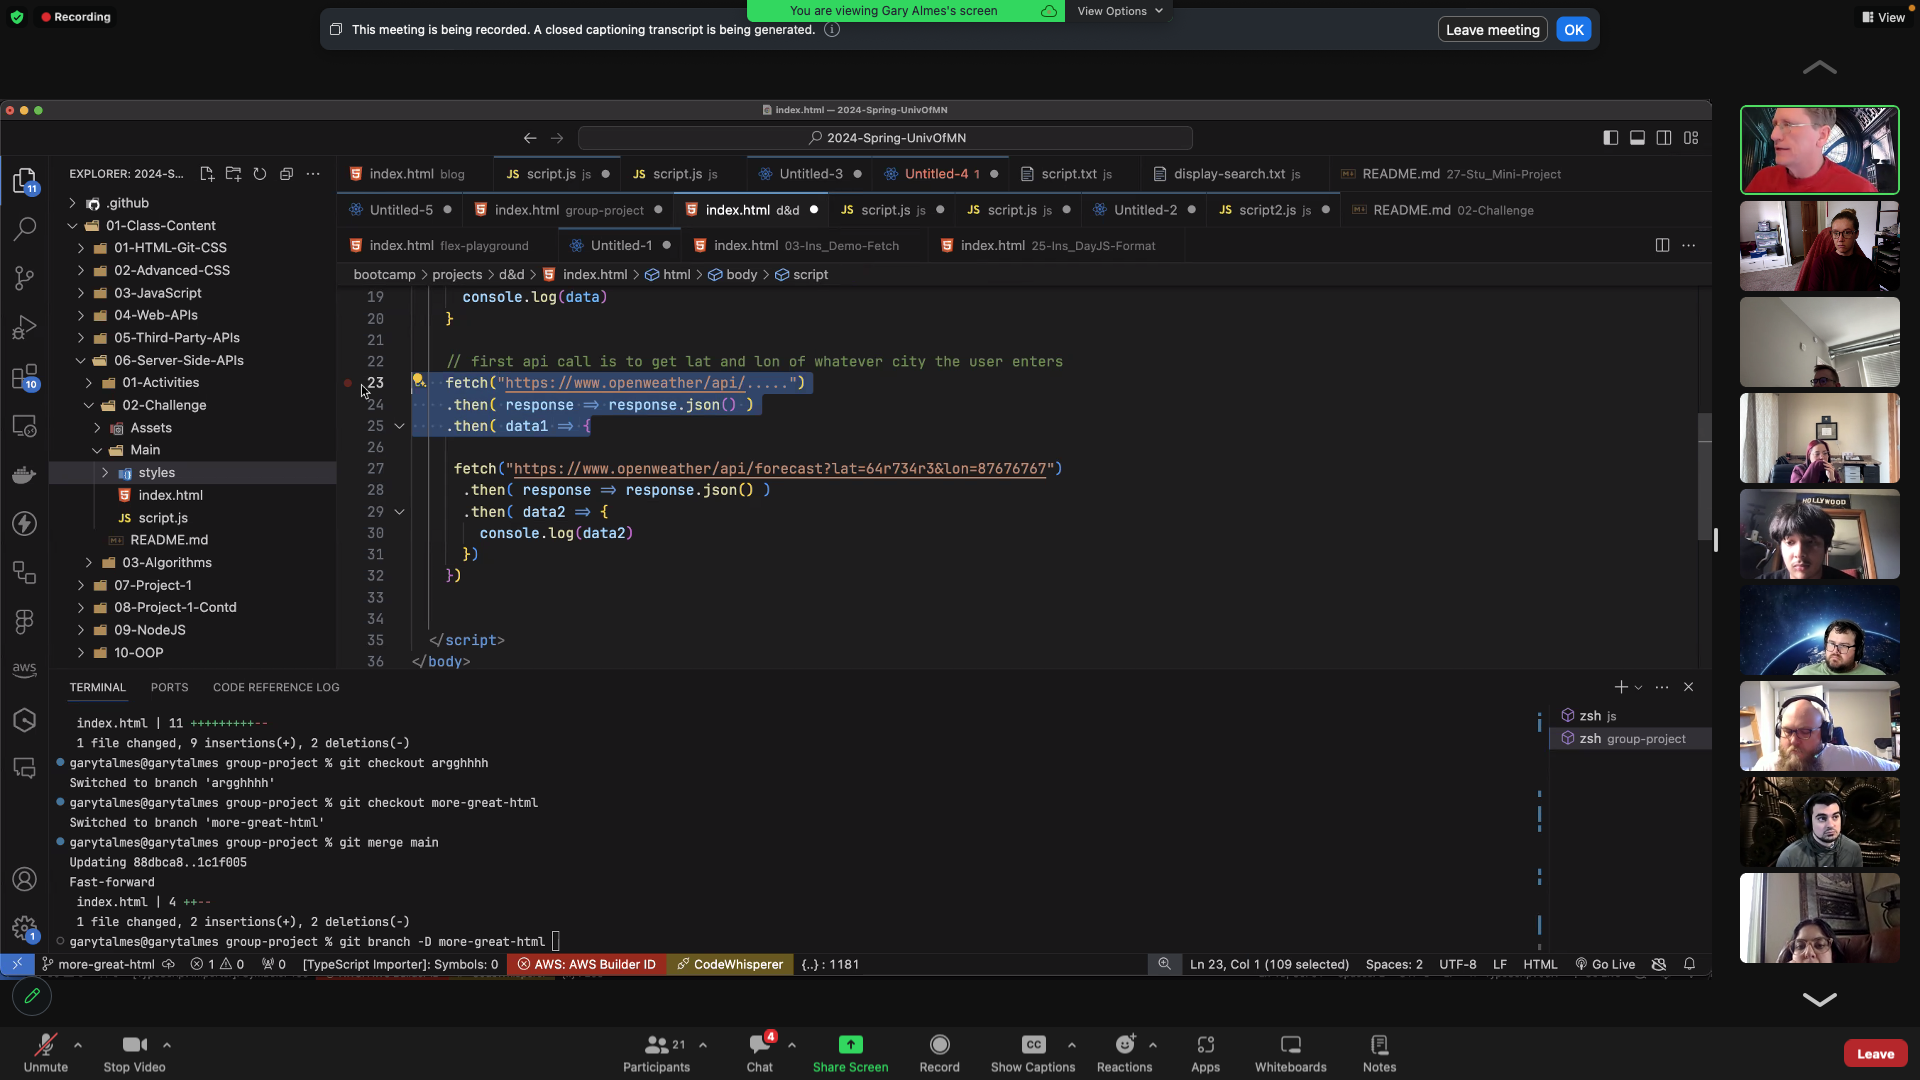 Recording
You are viewing Gary Almes's screen
View Options
View
This meeting is being recorded. A closed captioning transcript is being generated.
Leave meeting
OK
index.html — 2024-Spring-UnivOfMN
2024-Spring-UnivOfMN
EXPLORER: 2024-S...
index.html blog
script.js js
script.js js
Untitled-3
Untitled-4 1
script.txt js
display-search.txt js
README.md 27-Stu_Mini-Project
Untitled-5
index.html group-project
index.html d&d
script.js js
script.js js
Untitled-2
script2.js js
README.md 02-Challenge
index.html flex-playground
Untitled-1
index.html 03-Ins_Demo-Fetch
index.html 25-Ins_DayJS-Format
bootcamp > projects > d&d > index.html > html > body > script
11
10
aws
1
.github
01-Class-Content
01-HTML-Git-CSS
02-Advanced-CSS
03-JavaScript
04-Web-APIs
05-Third-Party-APIs
06-Server-Side-APIs
01-Activities
02-Challenge
Assets
Main
styles
index.html
script.js
README.md
03-Algorithms
07-Project-1
08-Project-1-Contd
09-NodeJS
10-OOP
19 console.log(data)
20 }
21
22 // first api call is to get lat and lon of whatever city the user enters
23 fetch("https://www.openweather/api/.....")
24 .then( response => response.json() )
25 .then( data1 => {
26
27 fetch("https://www.openweather/api/forecast?lat=64r734r3&lon=87676767")
28 .then( response => response.json() )
29 .then( data2 => {
30 console.log(data2)
31 })
32 })
33
34
35 </script>
36 </body>
TERMINAL PORTS CODE REFERENCE LOG
index.html | 11 +++++++++--
1 file changed, 9 insertions(+), 2 deletions(-)
garytalmes@garytalmes group-project % git checkout argghhhh
Switched to branch 'argghhhh'
garytalmes@garytalmes group-project % git checkout more-great-html
Switched to branch 'more-great-html'
garytalmes@garytalmes group-project % git merge main
Updating 88dbca8..1c1f005
Fast-forward
index.html | 4 ++--
1 file changed, 2 insertions(+), 2 deletions(-)
garytalmes@garytalmes group-project % git branch -D more-great-html
zsh js
zsh group-project
more-great-html
1 0
0
[TypeScript Importer]: Symbols: 0
AWS: AWS Builder ID
CodeWhisperer
{..} : 1181
Ln 23, Col 1 (109 selected)
Spaces: 2
UTF-8
LF
HTML
Go Live
HOLLYWOOD
Unmute
Stop Video
Participants 21
Chat 4
Share Screen
Record
CC Show Captions
Reactions
Apps
Whiteboards
Notes
Leave